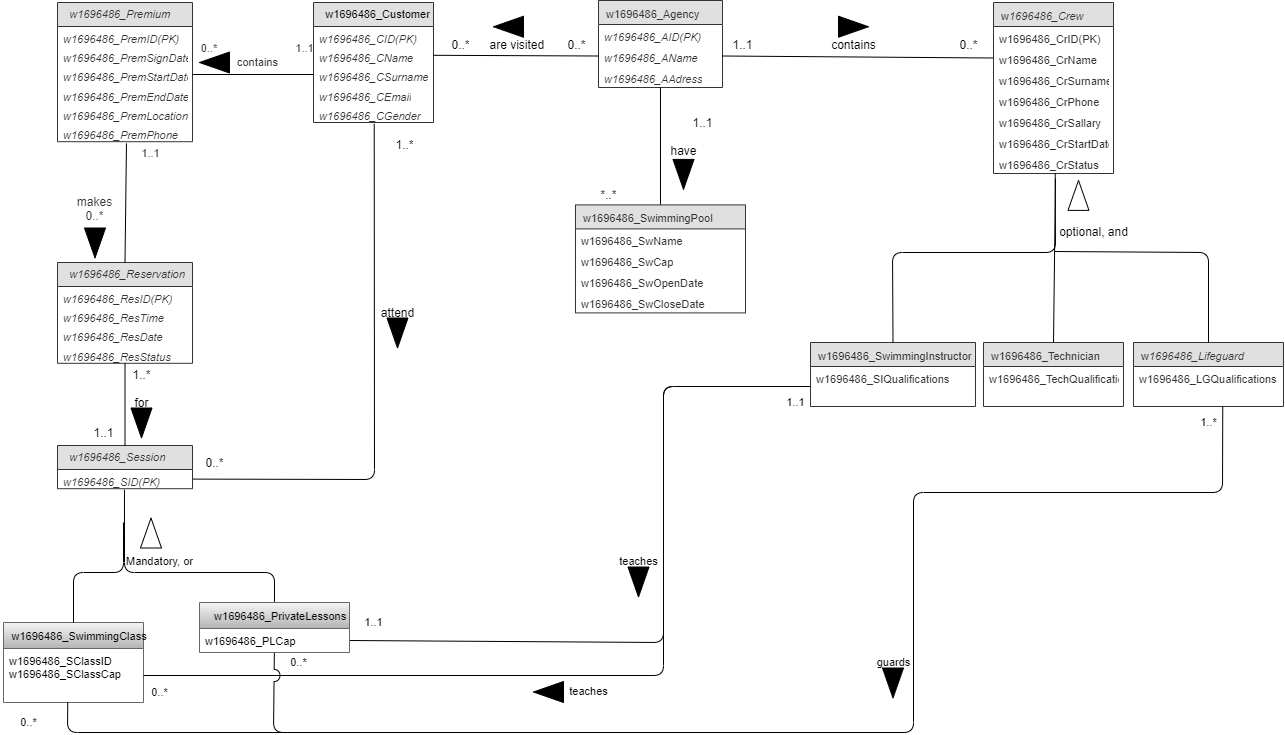 w1696486_Premium
w1696486_PremID(PK)
w1696486_PremSignDate
w1696486_PremStartDat
w1696486_PremEndDate
w1696486_PremLocation
w1696486_PremPhone
0..*
1..1
contains
w1696486_Customer
w1696486_CID(PK)
w1696486_CName
w1696486_CSurname
w1696486_CEmail
w1696486_CGender
0..*
are visited
0..*
w1696486_Agency
w1696486_AID(PK)
w1696486_AName
w1696486_AAdress
1..1
contains
0..*
w1696486_Crew
w1696486_CrID(PK)
w1696486_CrName
w1696486_CrSurname
w1696486_CrPhone
w1696486_CrSallary
w1696486_CrStartDat
w1696486_CrStatus
1..1
makes
0..*
1..*
1..1
have
*..*
w1696486_SwimmingPool
w1696486_SwName
w1696486_SwCap
w1696486_SwOpenDate
w1696486_SwCloseDate
optional, and
w1696486_Reservation
w1696486_ResID(PK)
w1696486_ResTime
w1696486_ResDate
w1696486_ResStatus
attend
w1696486_SwimmingInstructor
w1696486_SIQualifications
w1696486_Technician
w1696486_TechQualificati
w1696486_Lifeguard
w1696486_LGQualifications
1..*
for
1..1
1..1
1..*
w1696486_Session
w1696486_SID(PK)
0..*
Mandatory, or
teaches
w1696486_SwimmingClass
w1696486_SClassID
w1696486_SClassCap
w1696486_PrivateLessons
w1696486_PLCap
1..1
0..*
0..*
teaches
guards
0..*